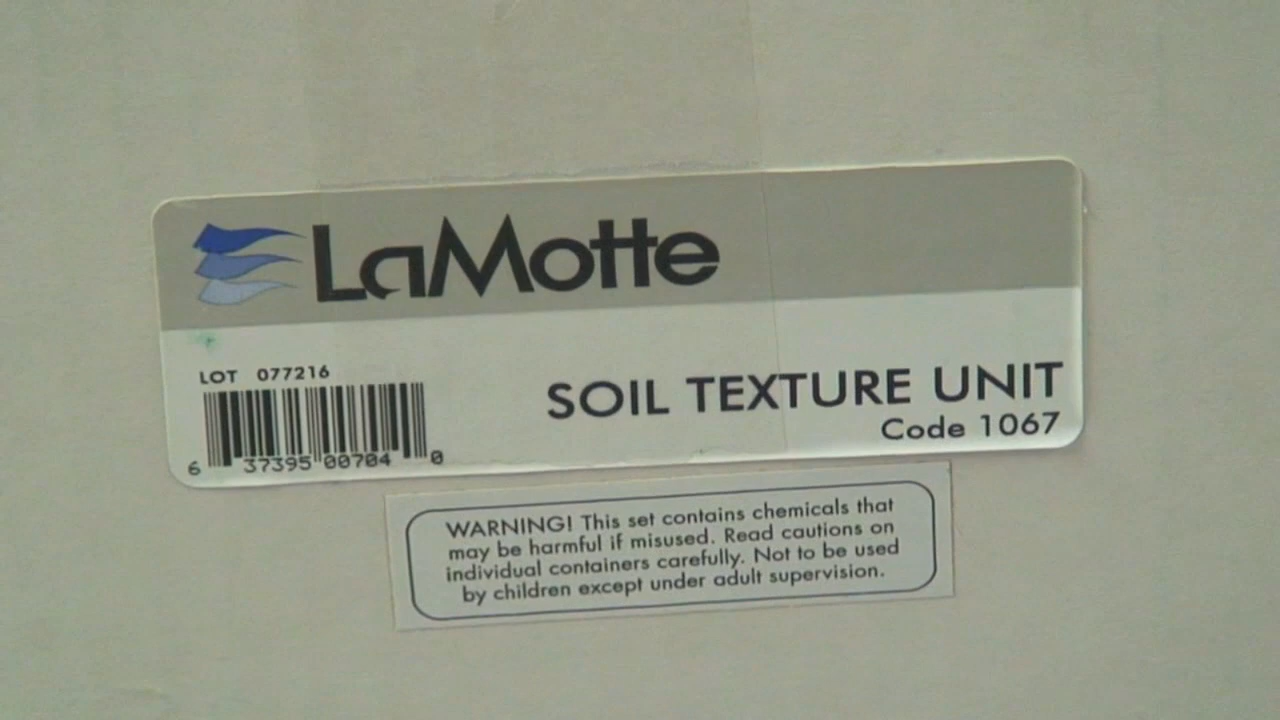 LaMotte
LOT 077216
6 37395 00704 0
SOIL TEXTURE UNIT
Code 1067
WARNING! This set contains chemicals that
may be harmful if misused. Read cautions on
individual containers carefully. Not to be used
by children except under adult supervision.